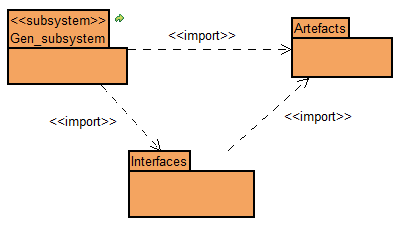 <<subsystem>>
Gen_subsystem
<<import>>
Artefacts
<<import>>
<<import>>
Interfaces